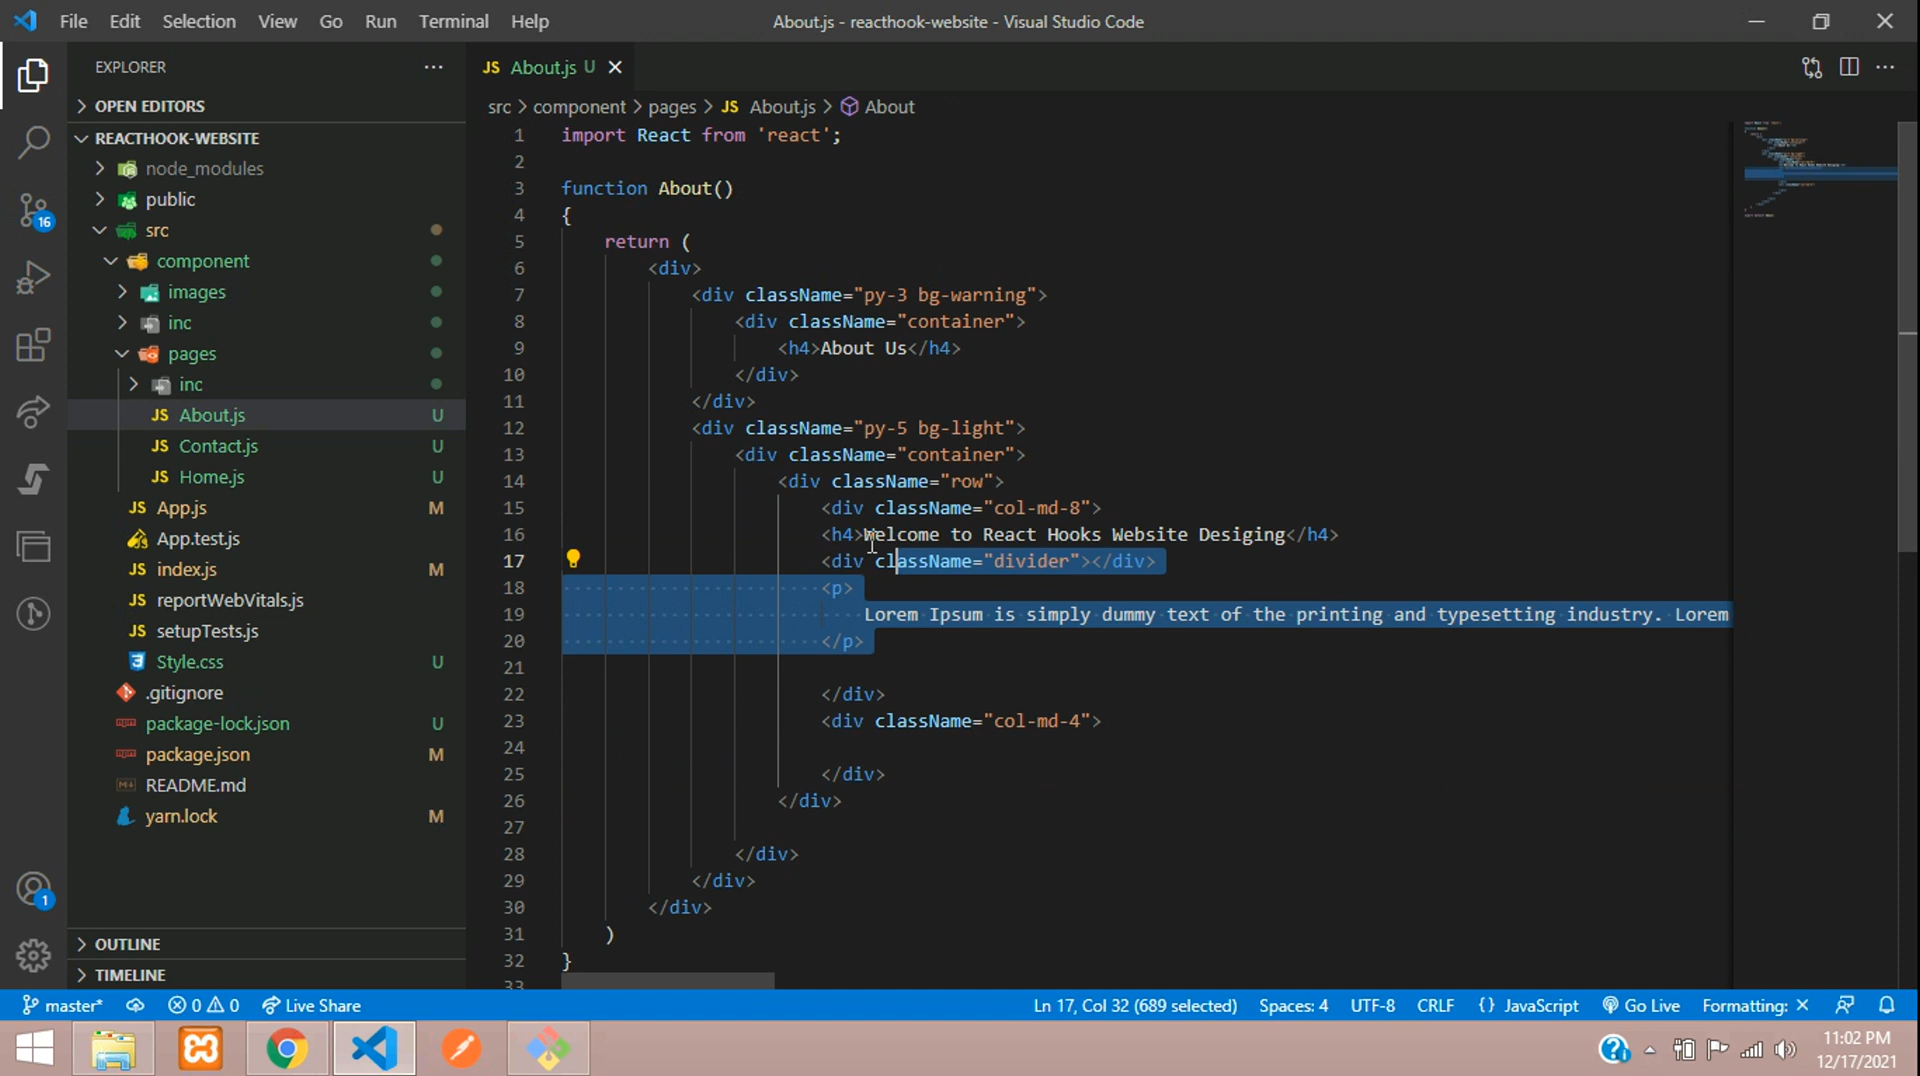 File Edit Selection View Go Run Terminal Help About.js - reacthook-website - Visual Studio Code
EXPLORER
OPEN EDITORS
REACTHOOK-WEBSITE
node_modules
public
src
component
images
inc
pages
inc
JS About.js U
JS Contact.js U
JS Home.js U
JS App.js M
App.test.js
JS index.js M
JS reportWebVitals.js
JS setupTests.js
Style.css U
.gitignore
package-lock.json U
package.json M
README.md
yarn.lock M
OUTLINE
TIMELINE
16
1
JS About.js U
src > component > pages > JS About.js > About
1 import React from 'react';
2
3 function About()
4 {
5 return (
6 <div>
7 <div className="py-3 bg-warning">
8 <div className="container">
9 <h4>About Us</h4>
10 </div>
11 </div>
12 <div className="py-5 bg-light">
13 <div className="container">
14 <div className="row">
15 <div className="col-md-8">
16 <h4>Welcome to React Hooks Website Desiging</h4>
17 <div className="divider"></div>
18 <p>
19 Lorem Ipsum is simply dummy text of the printing and typesetting industry. Lorem
20 </p>
21
22 </div>
23 <div className="col-md-4">
24
25 </div>
26 </div>
27
28 </div>
29 </div>
30 </div>
31 )
32 }
33
master* 0 0 Live Share Ln 17, Col 32 (689 selected) Spaces: 4 UTF-8 CRLF {} JavaScript Go Live Formatting: ×
11:02 PM
12/17/2021